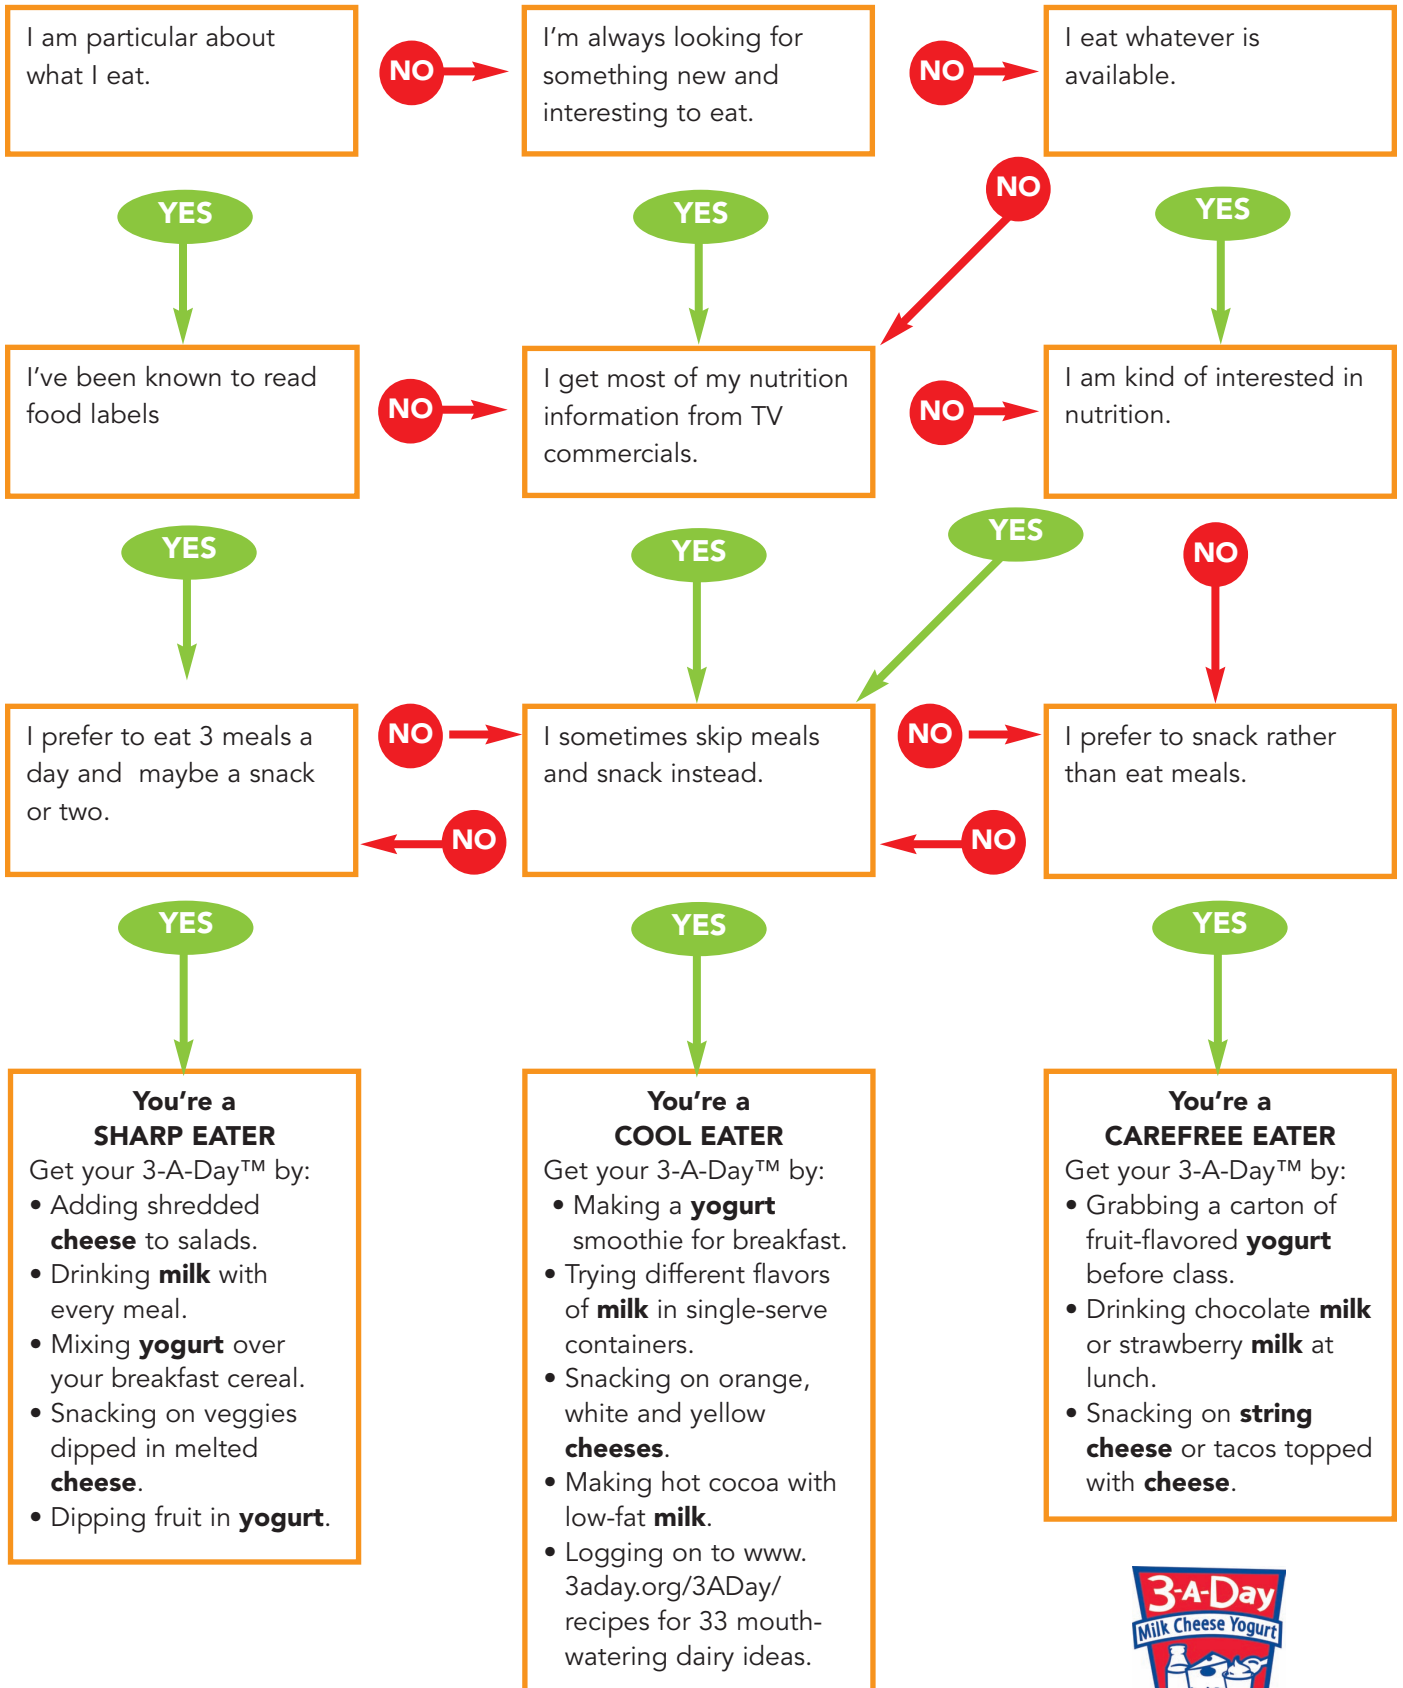 I am particular about
what I eat.
NO
I'm always looking for
something new and
interesting to eat.
NO
I eat whatever is
available.
YES
YES
NO
YES
I've been known to read
food labels
NO
I get most of my nutrition
information from TV
commercials.
NO
I am kind of interested in
nutrition.
YES
YES
YES
NO
I prefer to eat 3 meals a
day and  maybe a snack
or two.
NO
NO
I sometimes skip meals
and snack instead.
NO
NO
I prefer to snack rather
than eat meals.
YES
YES
YES
You're a
SHARP EATER
Get your 3-A-Day™ by:
• Adding shredded
cheese to salads.
• Drinking milk with
every meal.
• Mixing yogurt over
your breakfast cereal.
• Snacking on veggies
dipped in melted
cheese.
• Dipping fruit in yogurt.
You're a
COOL EATER
Get your 3-A-Day™ by:
• Making a yogurt
smoothie for breakfast.
• Trying different flavors
of milk in single-serve
containers.
• Snacking on orange,
white and yellow
cheeses.
• Making hot cocoa with
low-fat milk.
• Logging on to www.
3aday.org/3ADay/
recipes for 33 mouth-
watering dairy ideas.
You're a
CAREFREE EATER
Get your 3-A-Day™ by:
• Grabbing a carton of
fruit-flavored yogurt
before class.
• Drinking chocolate milk
or strawberry milk at
lunch.
• Snacking on string
cheese or tacos topped
with cheese.
3-A-Day
Milk Cheese Yogurt